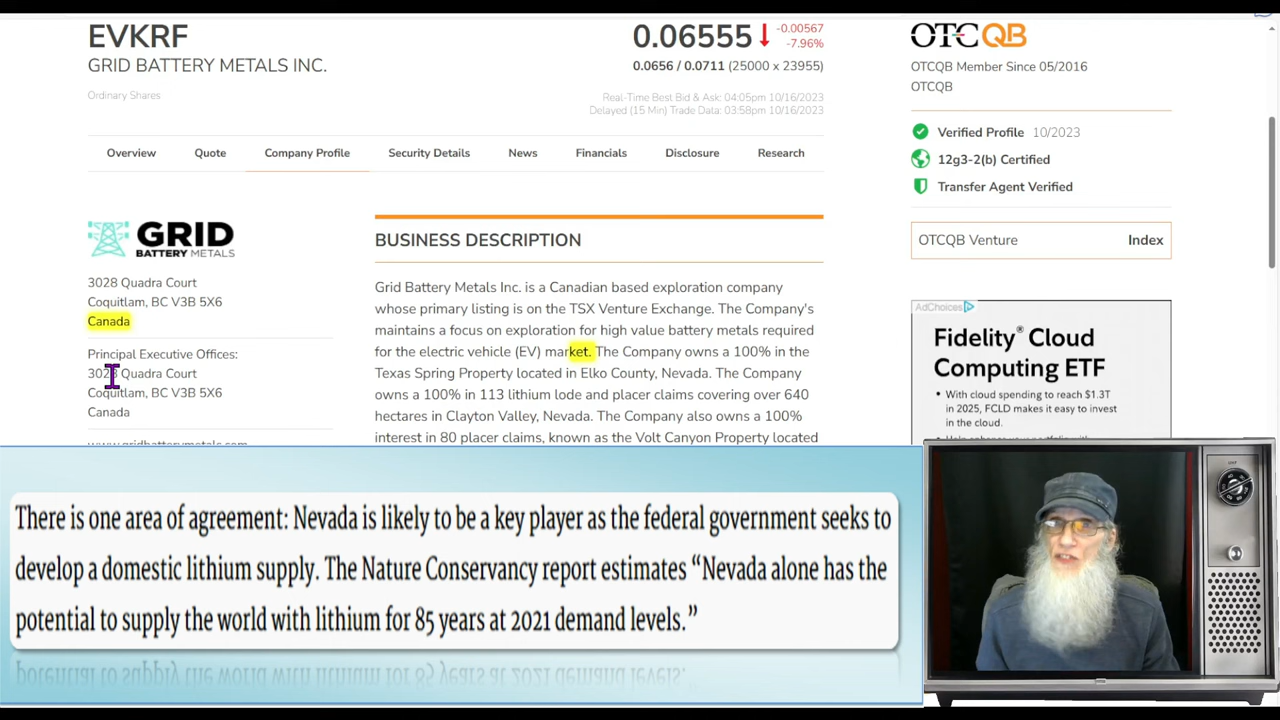 EVKRF
GRID BATTERY METALS INC.
Ordinary Shares
0.06555
-0.00567
-7.96%
0.0656 / 0.0711 (25000 x 23955)
Real-Time Best Bid & Ask: 04:05pm 10/16/2023
Delayed (15 Min) Trade Data: 03:58pm 10/16/2023
OTCQB
OTCQB Member Since 05/2016
OTCQB
Verified Profile 10/2023
12g3-2(b) Certified
Transfer Agent Verified
OTCQB Venture Index
Overview Quote Company Profile Security Details News Financials Disclosure Research
GRID
BATTERY METALS
3028 Quadra Court
Coquitlam, BC V3B 5X6
Canada
Principal Executive Offices:
3028 Quadra Court
Coquitlam, BC V3B 5X6
Canada
www.gridbatterymetals.com
BUSINESS DESCRIPTION
Grid Battery Metals Inc. is a Canadian based exploration company
whose primary listing is on the TSX Venture Exchange. The Company's
maintains a focus on exploration for high value battery metals required
for the electric vehicle (EV) market. The Company owns a 100% in the
Texas Spring Property located in Elko County, Nevada. The Company
owns a 100% in 113 lithium lode and placer claims covering over 640
hectares in Clayton Valley, Nevada. The Company also owns a 100%
interest in 80 placer claims, known as the Volt Canyon Property located
AdChoices
Fidelity® Cloud
Computing ETF
• With cloud spending to reach $1.3T
in 2025, FCLD makes it easy to invest
in the cloud.
There is one area of agreement: Nevada is likely to be a key player as the federal government seeks to
develop a domestic lithium supply. The Nature Conservancy report estimates “Nevada alone has the
potential to supply the world with lithium for 85 years at 2021 demand levels.”